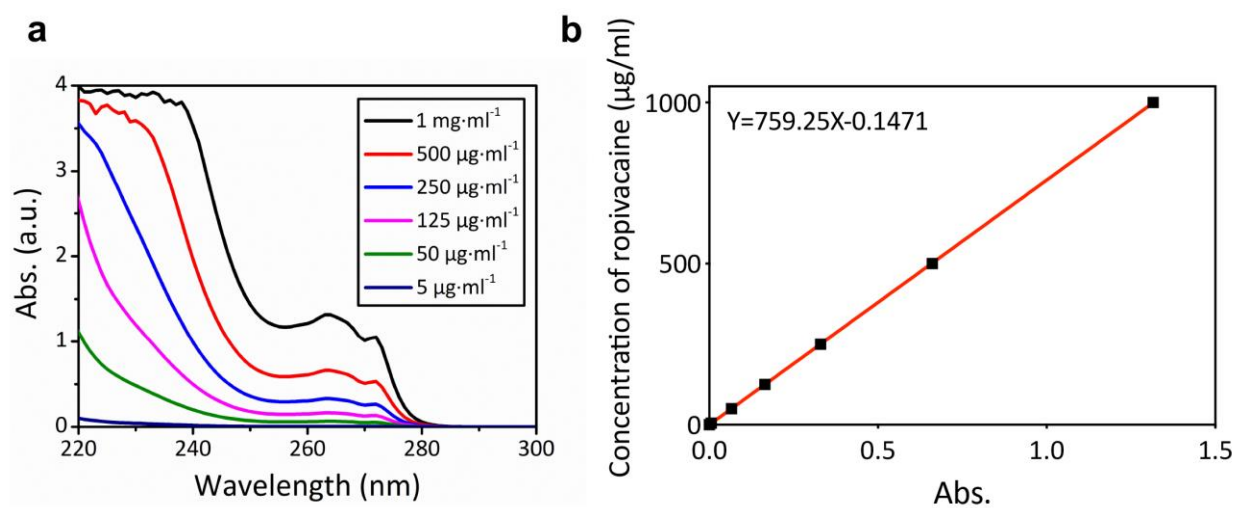 a
Abs. (a.u.)
4
3
2
1
0
220
240
260
280
300
Wavelength (nm)
1 mg·ml⁻¹
500 µg·ml⁻¹
250 µg·ml⁻¹
125 µg·ml⁻¹
50 µg·ml⁻¹
5 µg·ml⁻¹
b
Concentration of ropivacaine (µg/ml)
1000
500
0
0.0
0.5
1.0
1.5
Abs.
Y=759.25X-0.1471